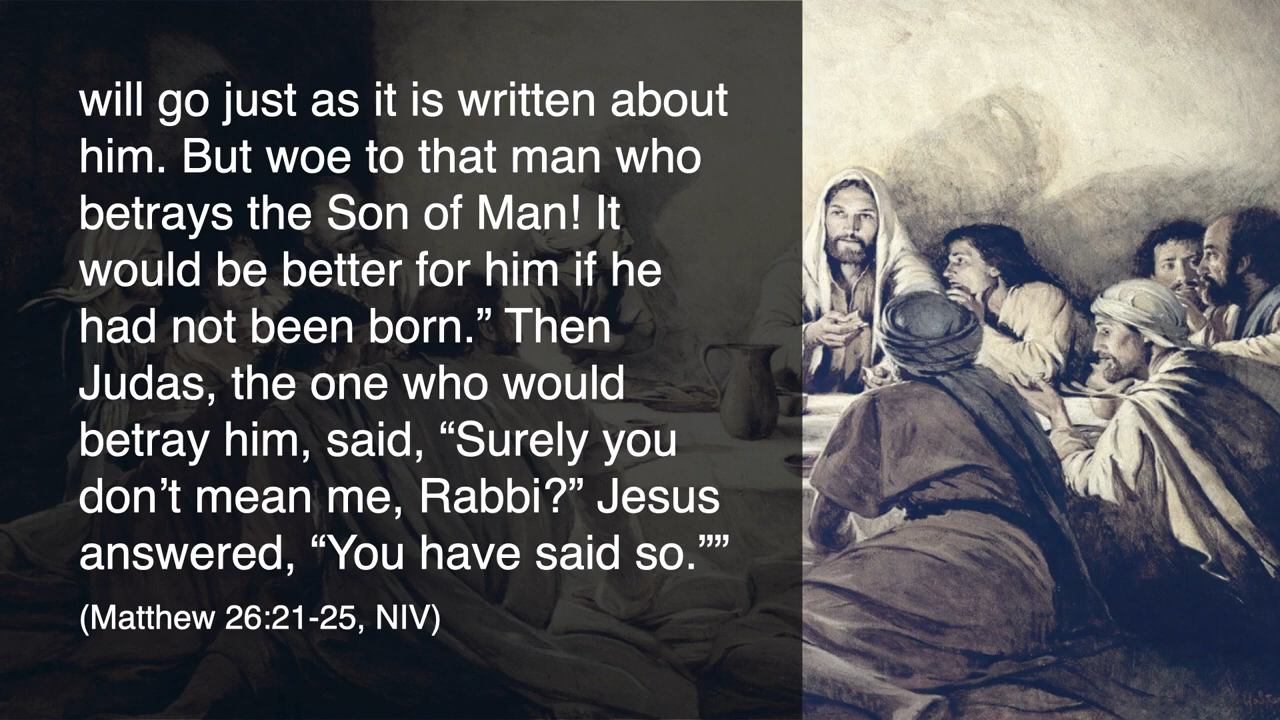 will go just as it is written about
him. But woe to that man who
betrays the Son of Man! It
would be better for him if he
had not been born.” Then
Judas, the one who would
betray him, said, “Surely you
don’t mean me, Rabbi?” Jesus
answered, “You have said so.””
(Matthew 26:21-25, NIV)